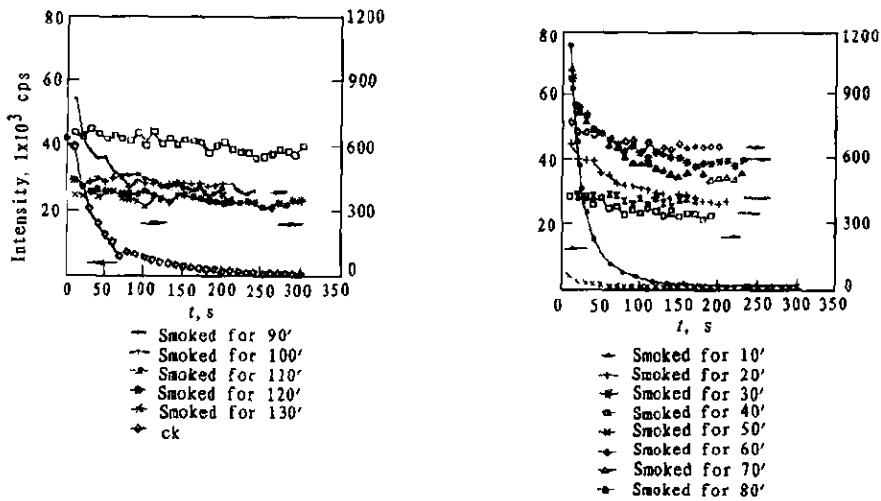 80
60
40
20
Intensity, 1x10³ cps
1200
900
600
300
0
0 50 100 150 200 250 300 350
t, s
Smoked for 90'
Smoked for 100'
Smoked for 110'
Smoked for 120'
Smoked for 130'
ck
80
60
40
20
1200
900
600
300
0
0 50 100 150 200 250 300 350
t, s
Smoked for 10'
Smoked for 20'
Smoked for 30'
Smoked for 40'
Smoked for 50'
Smoked for 60'
Smoked for 70'
Smoked for 80'